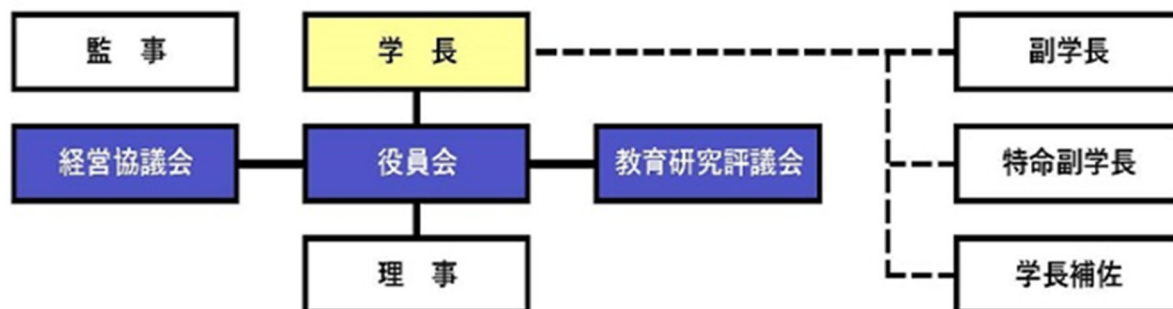 監　事
学　長
副学長
経営協議会
役員会
教育研究評議会
特命副学長
理　事
学長補佐